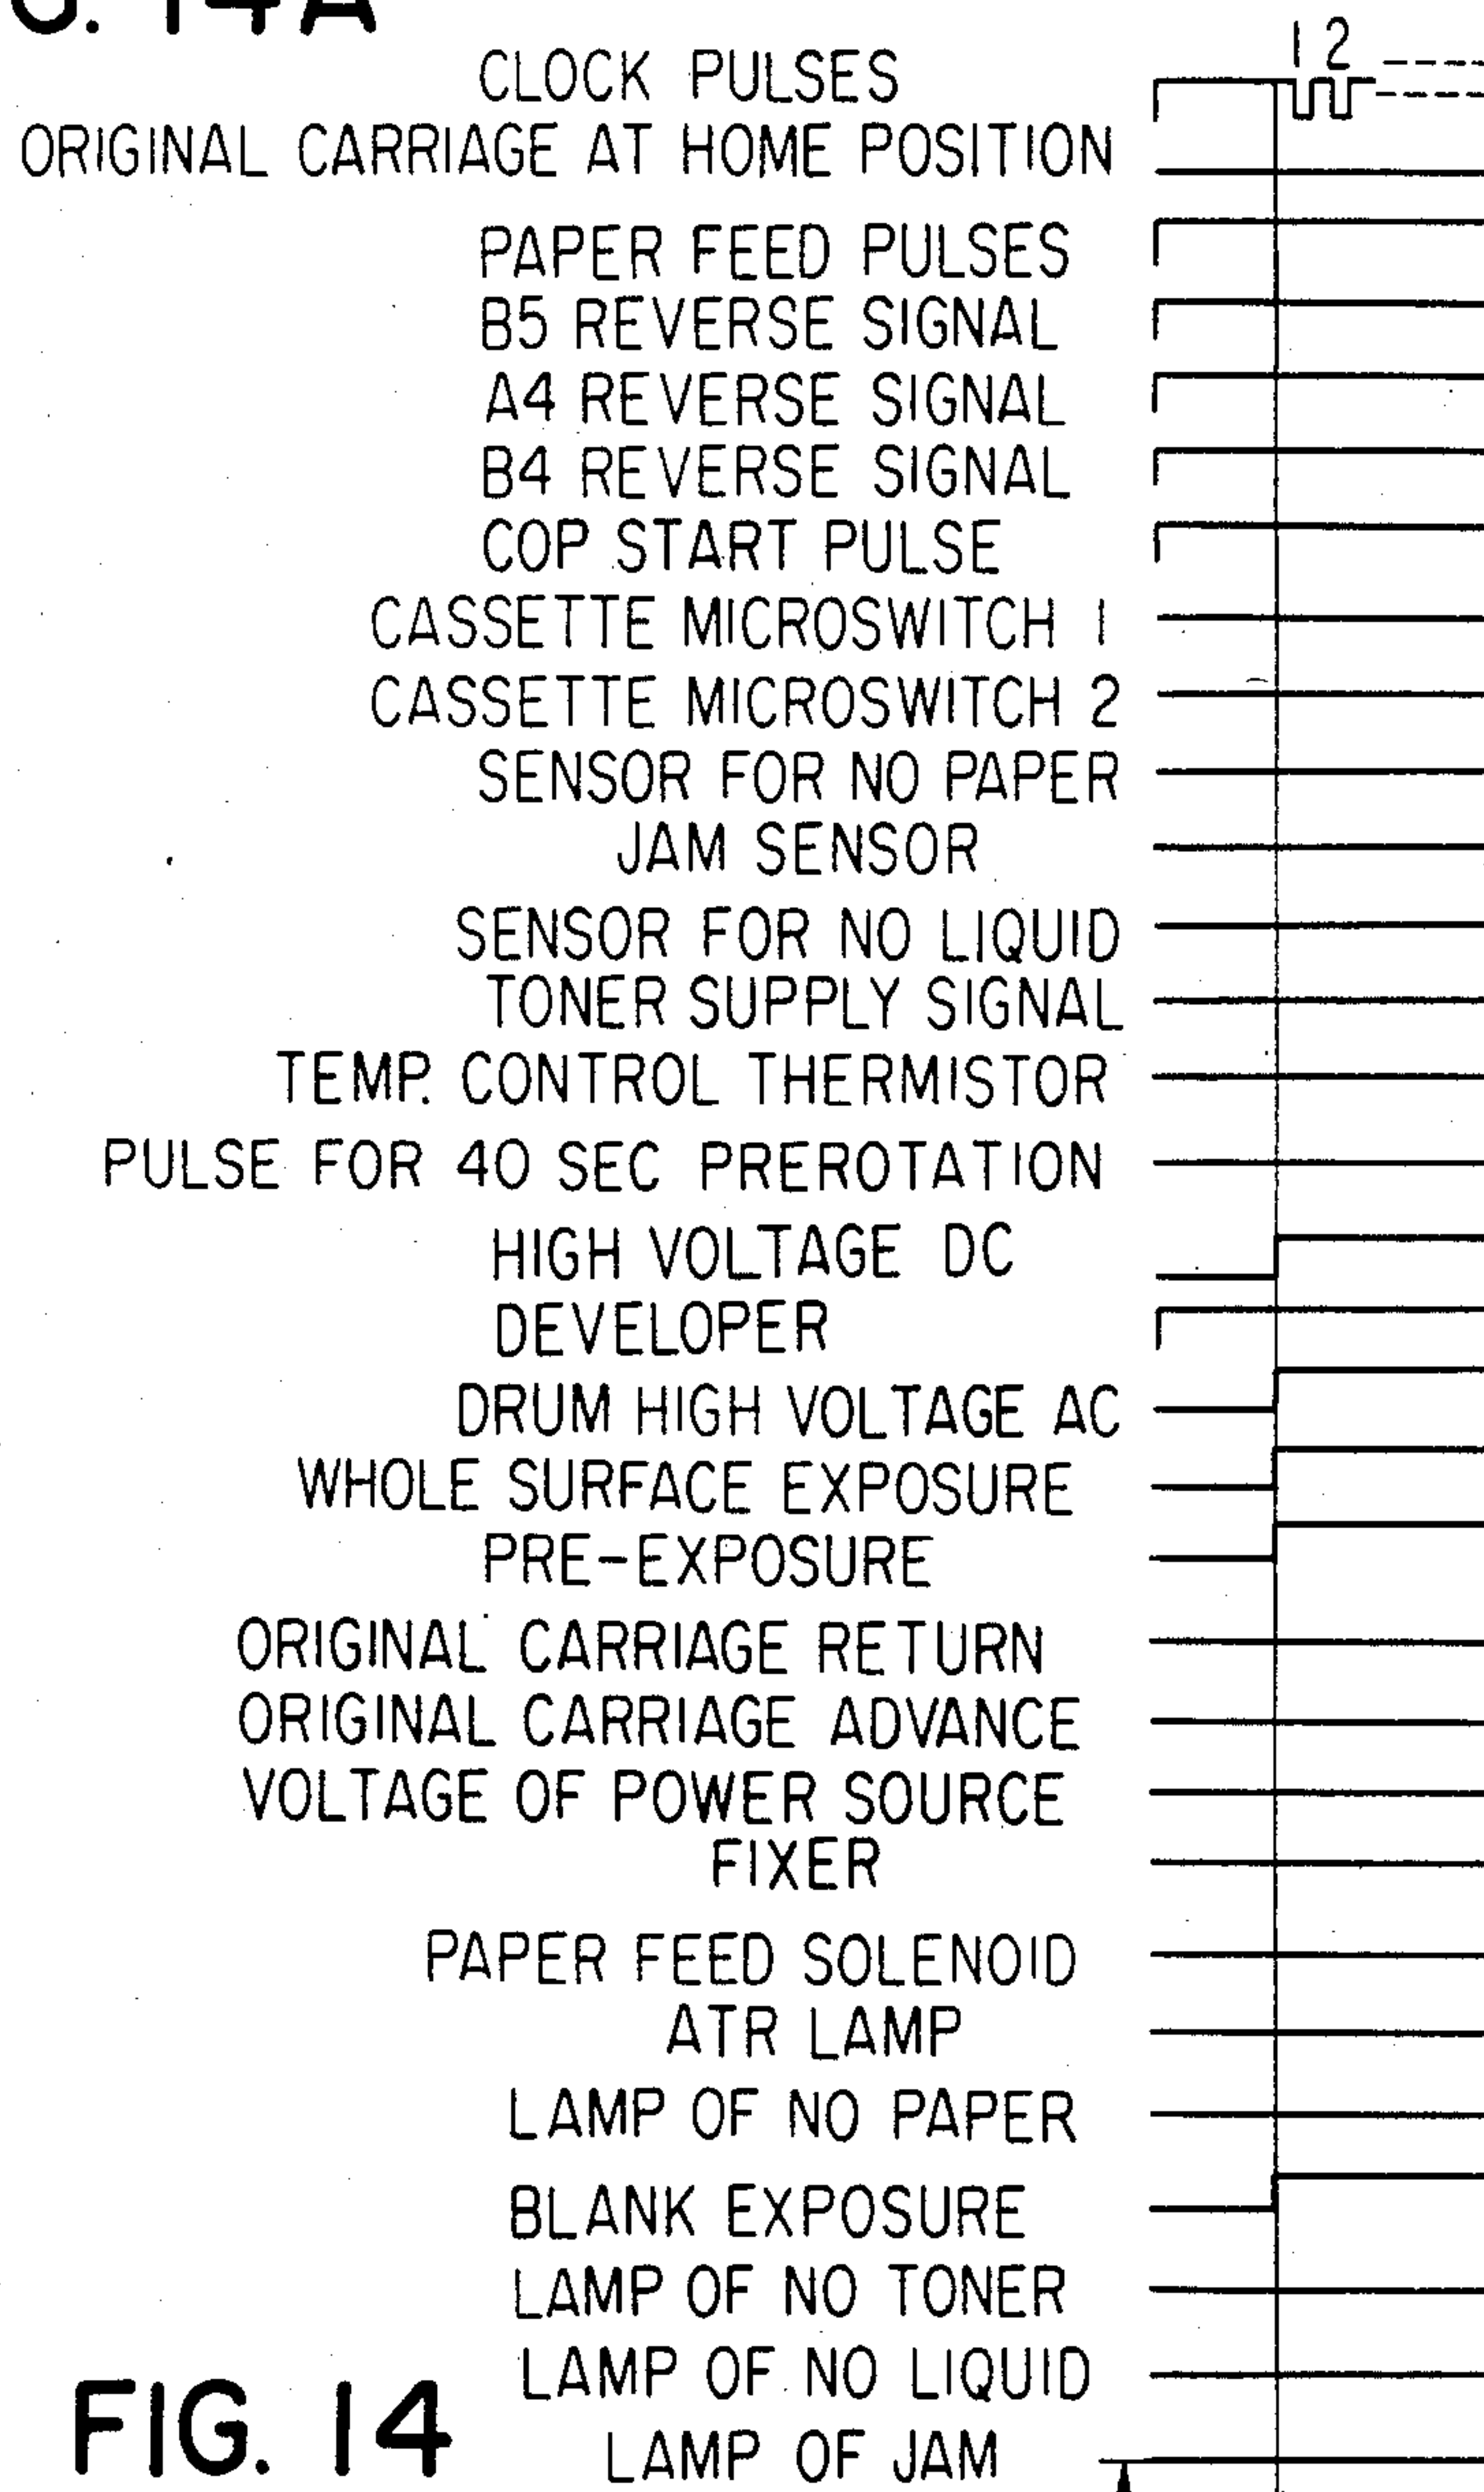 14A
1 2
CLOCK PULSES
ORIGINAL CARRIAGE AT HOME POSITION
PAPER FEED PULSES
B5 REVERSE SIGNAL
A4 REVERSE SIGNAL
B4 REVERSE SIGNAL
COP START PULSE
CASSETTE MICROSWITCH 1
CASSETTE MICROSWITCH 2
SENSOR FOR NO PAPER
JAM SENSOR
SENSOR FOR NO LIQUID
TONER SUPPLY SIGNAL
TEMP. CONTROL THERMISTOR
PULSE FOR 40 SEC PREROTATION
HIGH VOLTAGE DC
DEVELOPER
DRUM HIGH VOLTAGE AC
WHOLE SURFACE EXPOSURE
PRE-EXPOSURE
ORIGINAL CARRIAGE RETURN
ORIGINAL CARRIAGE ADVANCE
VOLTAGE OF POWER SOURCE
FIXER
PAPER FEED SOLENOID
ATR LAMP
LAMP OF NO PAPER
BLANK EXPOSURE
LAMP OF NO TONER
LAMP OF NO LIQUID
LAMP OF JAM
FIG. 14